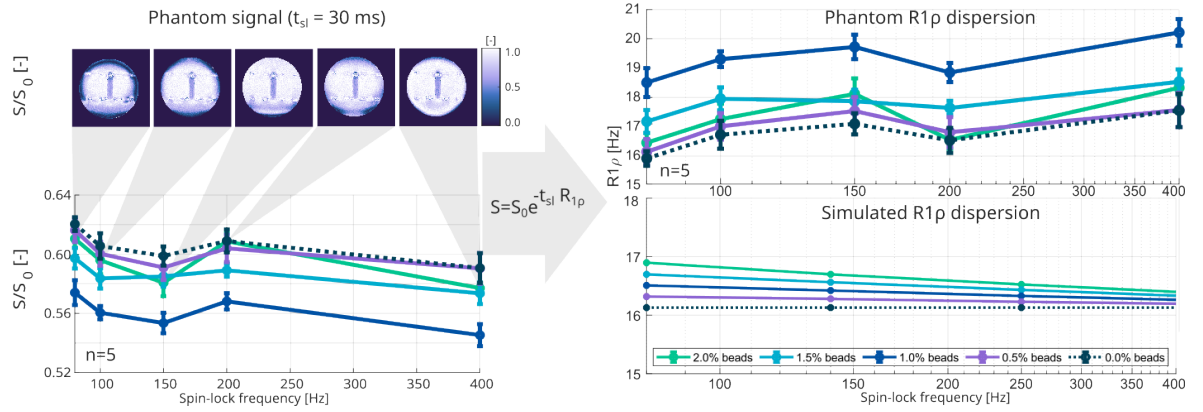 Phantom signal (tsl = 30 ms)
S/S0 [-]
[-]
1.0
0.5
0.0
0.64
0.60
0.56
0.52
S/S0 [-]
n=5
100
150
200
250
300
350
400
Spin-lock frequency [Hz]
S=S0e-tsl R1ρ
Phantom R1ρ dispersion
21
20
19
18
17
16
15
R1ρ [Hz]
n=5
100
150
200
250
300
350
400
Simulated R1ρ dispersion
18
17
16
15
2.0% beads
1.5% beads
1.0% beads
0.5% beads
0.0% beads
100
150
200
250
300
350
400
Spin-lock frequency [Hz]